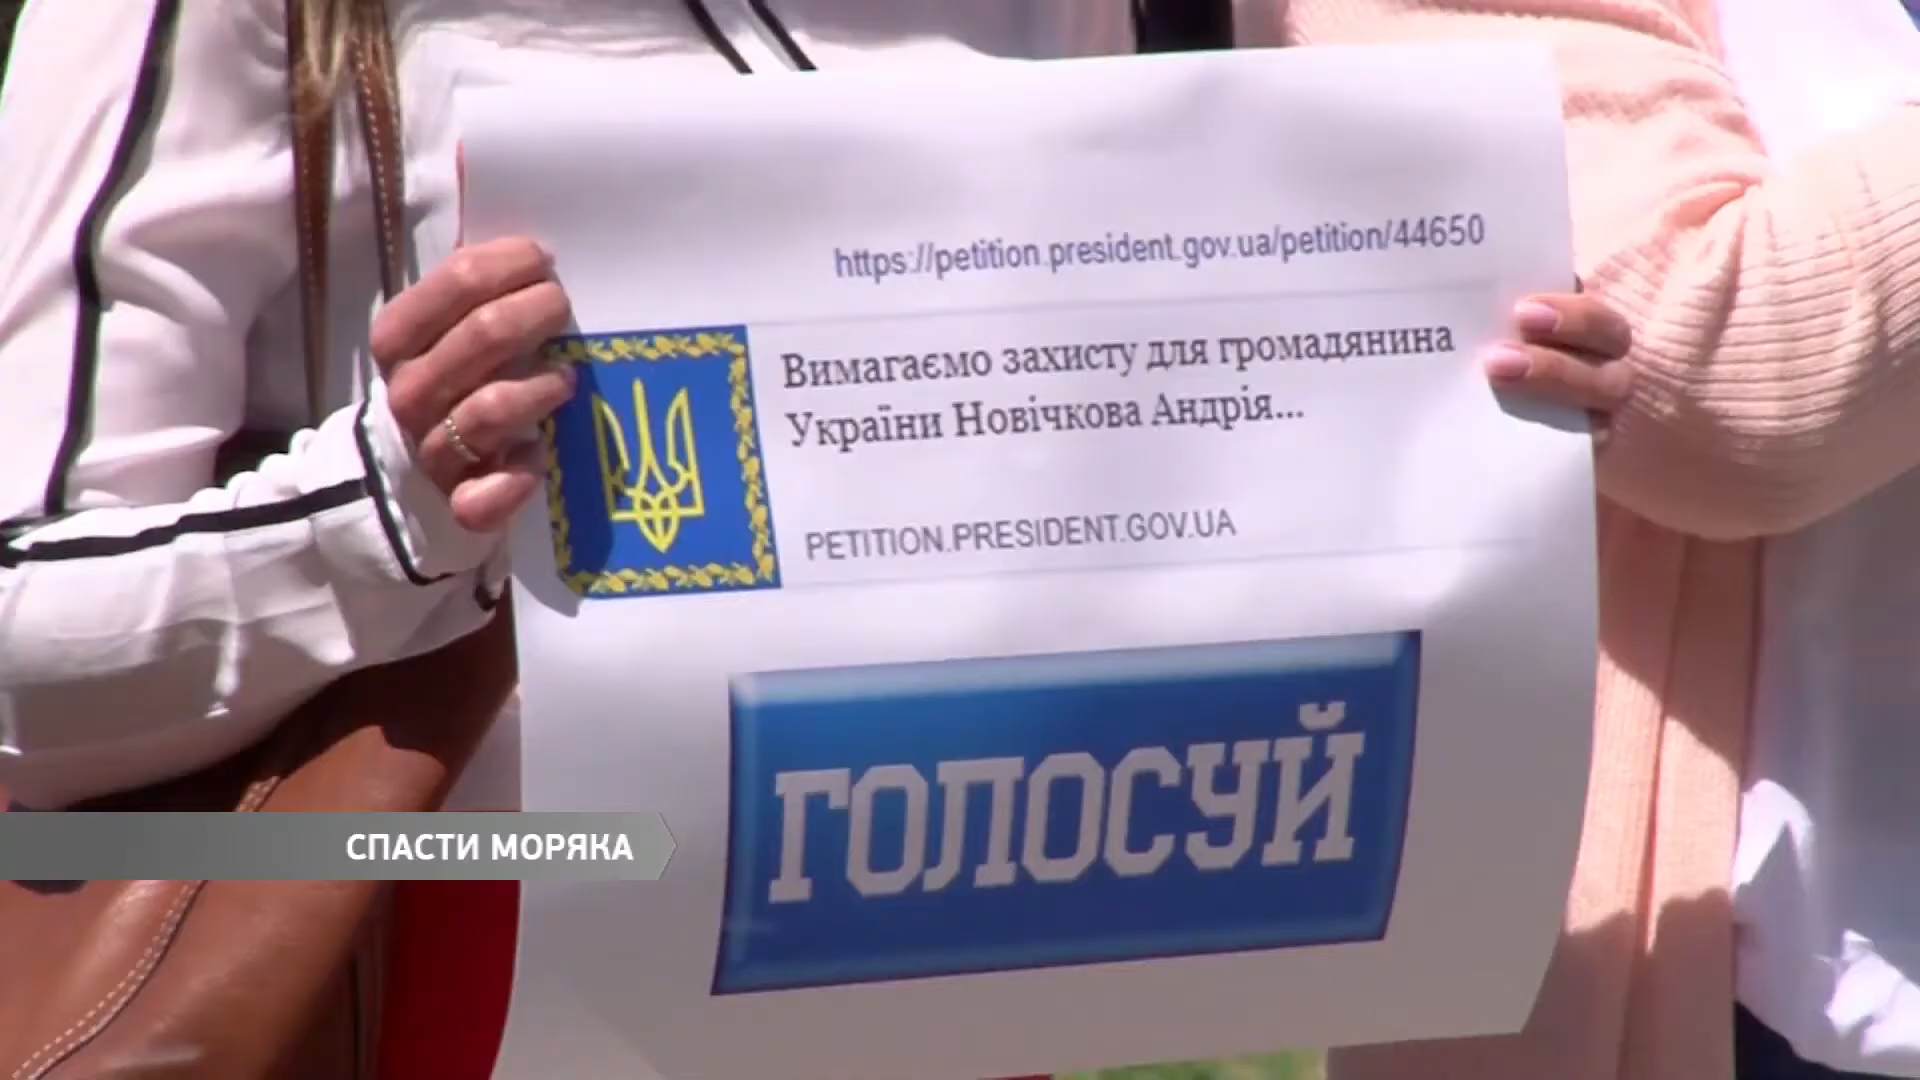 https://petition.president.gov.ua/petition/44650
Вимагаємо захисту для громадянина
України Новічкова Андрія...
PETITION.PRESIDENT.GOV.UA
ГОЛОСУЙ
СПАСТИ МОРЯКА